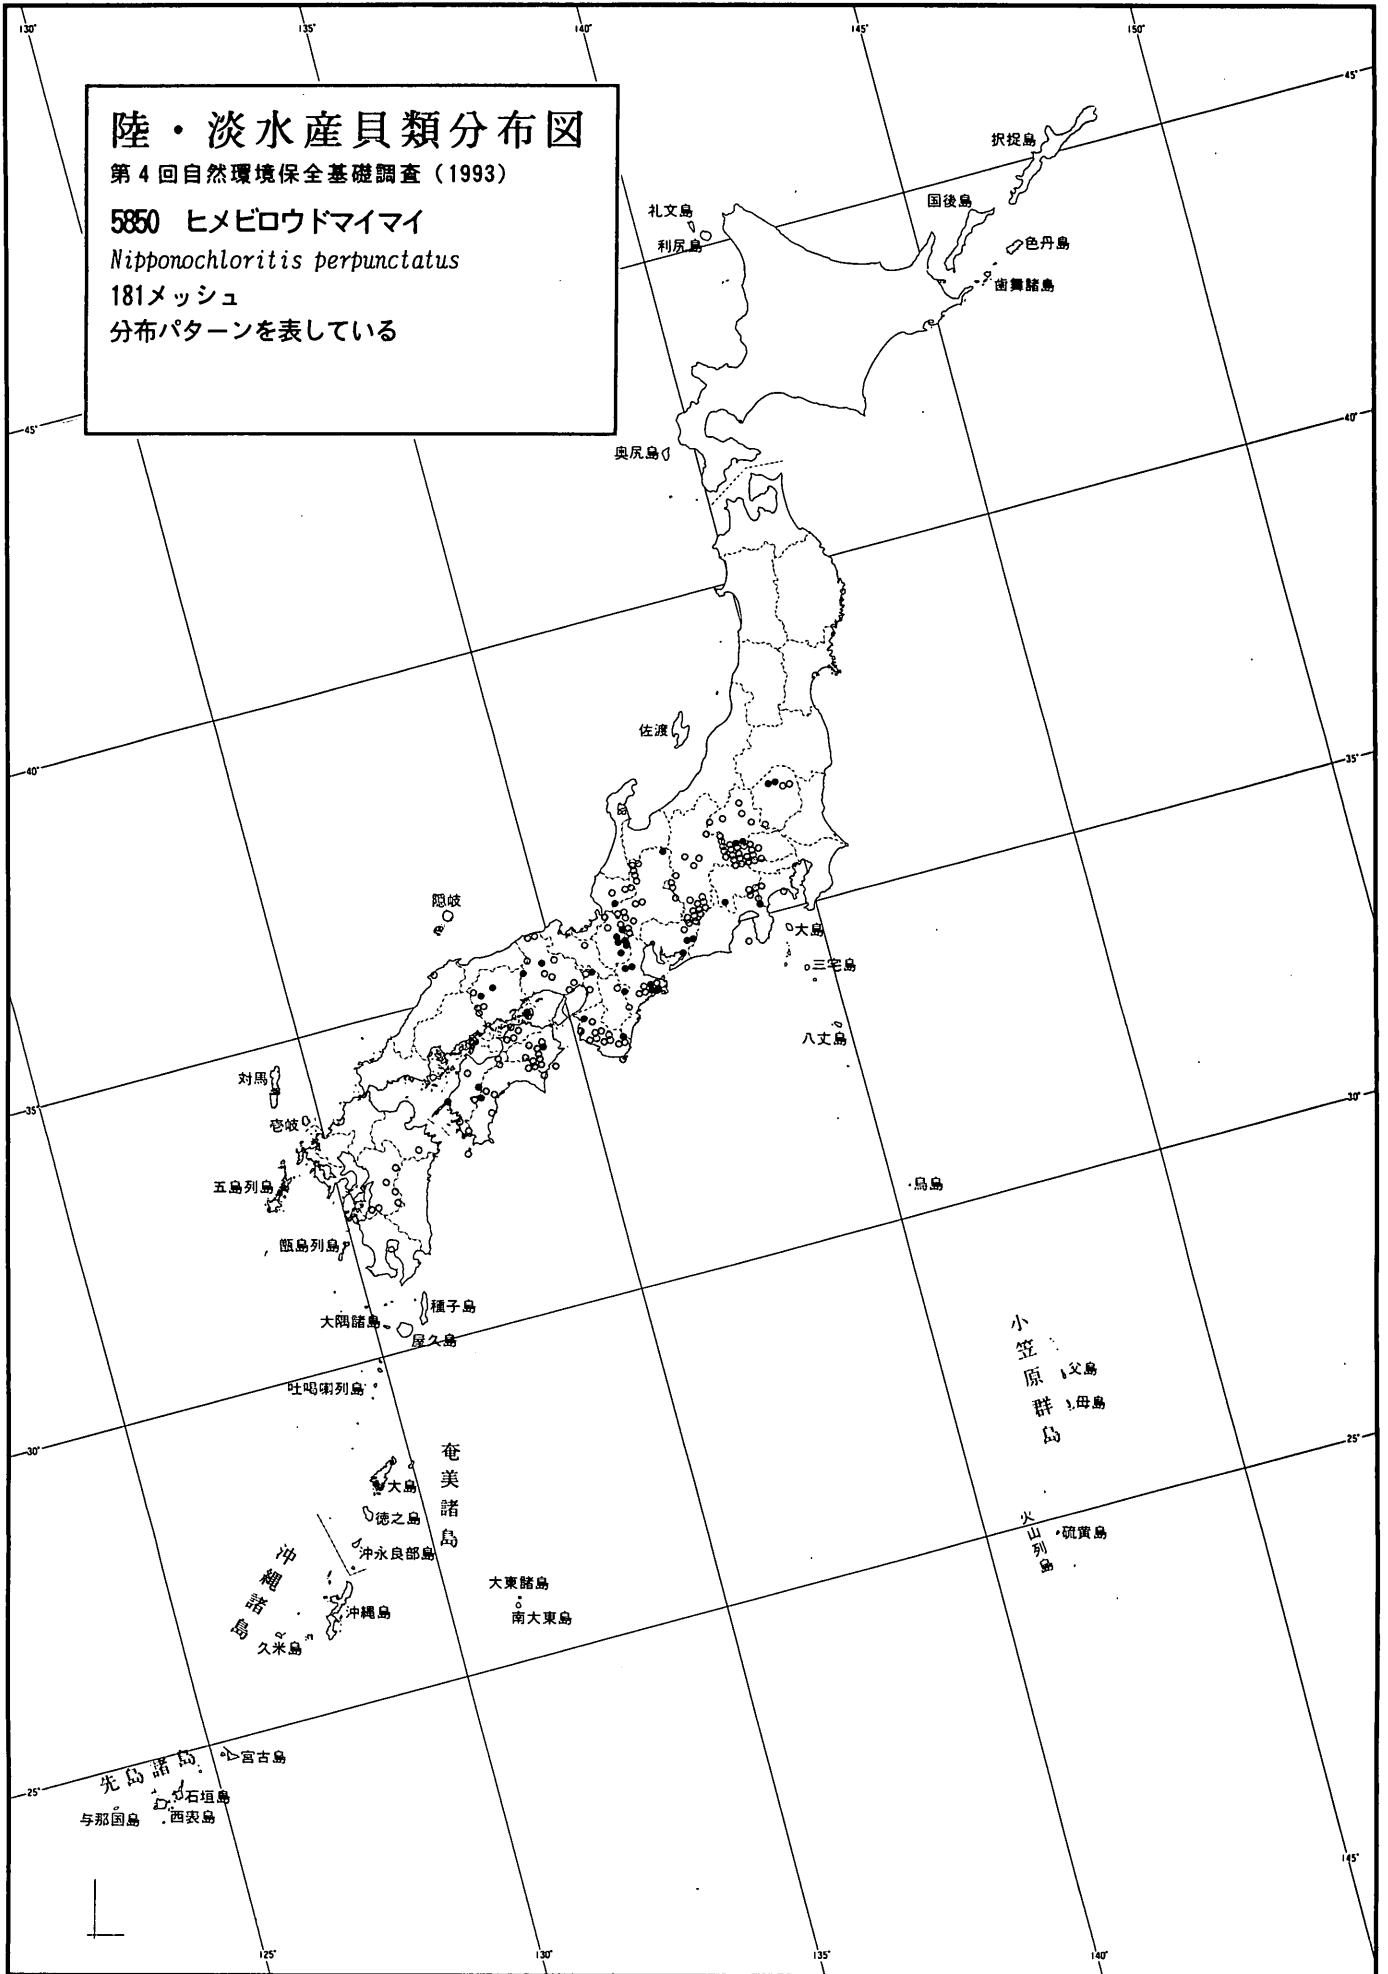 130°
135°
140°
145°
150°
陸・淡水産貝類分布図
第4回自然環境保全基礎調査（1993）
5850 ヒメビロウドマイマイ
Nipponochloritis perpunctatus
181メッシュ
分布パターンを表している
45°
択捉島
国後島
礼文島
利尻島
色丹島
歯舞諸島
40°
45°
奥尻島
佐渡
35°
40°
隠岐
大島
三宅島
八丈島
対馬
壱岐
35°
30°
五島列島
鳥島
甑島列島
種子島
大隅諸島
屋久島
吐喝喇列島
小笠原群島
父島
母島
30°
25°
奄美諸島
大島
徳之島
沖永良部島
火山列島
硫黄島
沖縄諸島
沖縄島
久米島
大東諸島
南大東島
先島諸島
宮古島
石垣島
西表島
与那国島
25°
145°
125°
130°
135°
140°